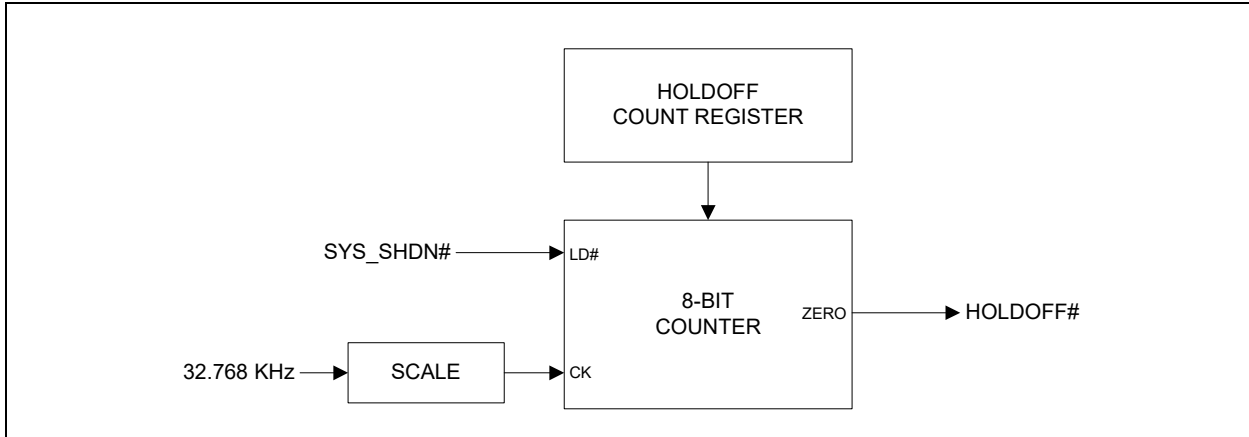 HOLDOFF
COUNT REGISTER
SYS_SHDN#
LD#
8-BIT
COUNTER
ZERO
HOLDOFF#
32.768 KHz
SCALE
CK